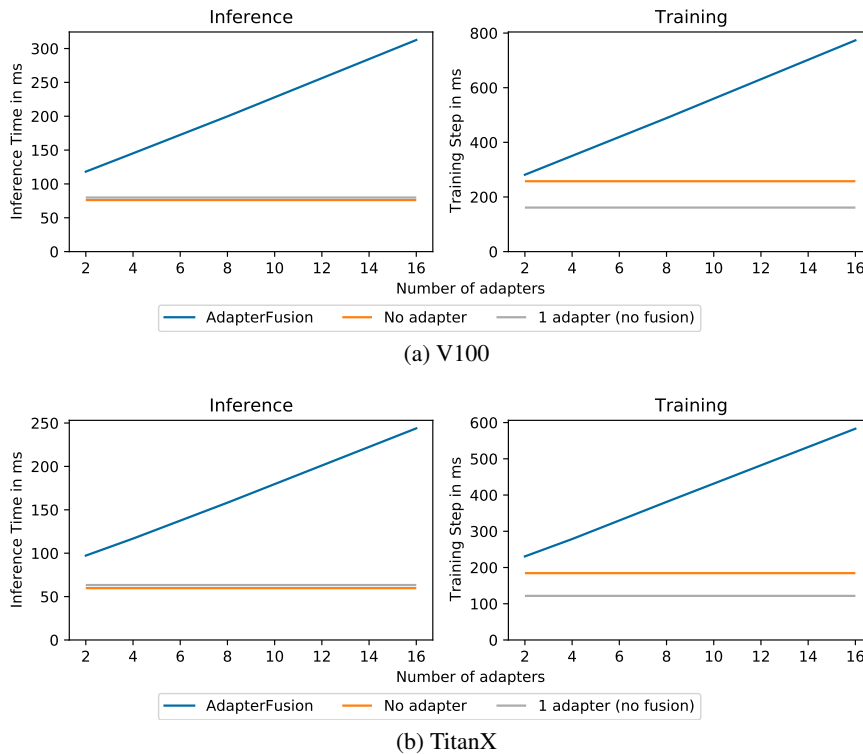 Inference
Training
Inference Time in ms
300
250
200
150
100
50
0
2 4 6 8 10 12 14 16
Training Step in ms
800
600
400
200
0
2 4 6 8 10 12 14 16
Number of adapters
AdapterFusion No adapter 1 adapter (no fusion)
(a) V100
Inference
Training
Inference Time in ms
250
200
150
100
50
0
2 4 6 8 10 12 14 16
Training Step in ms
600
500
400
300
200
100
0
2 4 6 8 10 12 14 16
Number of adapters
AdapterFusion No adapter 1 adapter (no fusion)
(b) TitanX